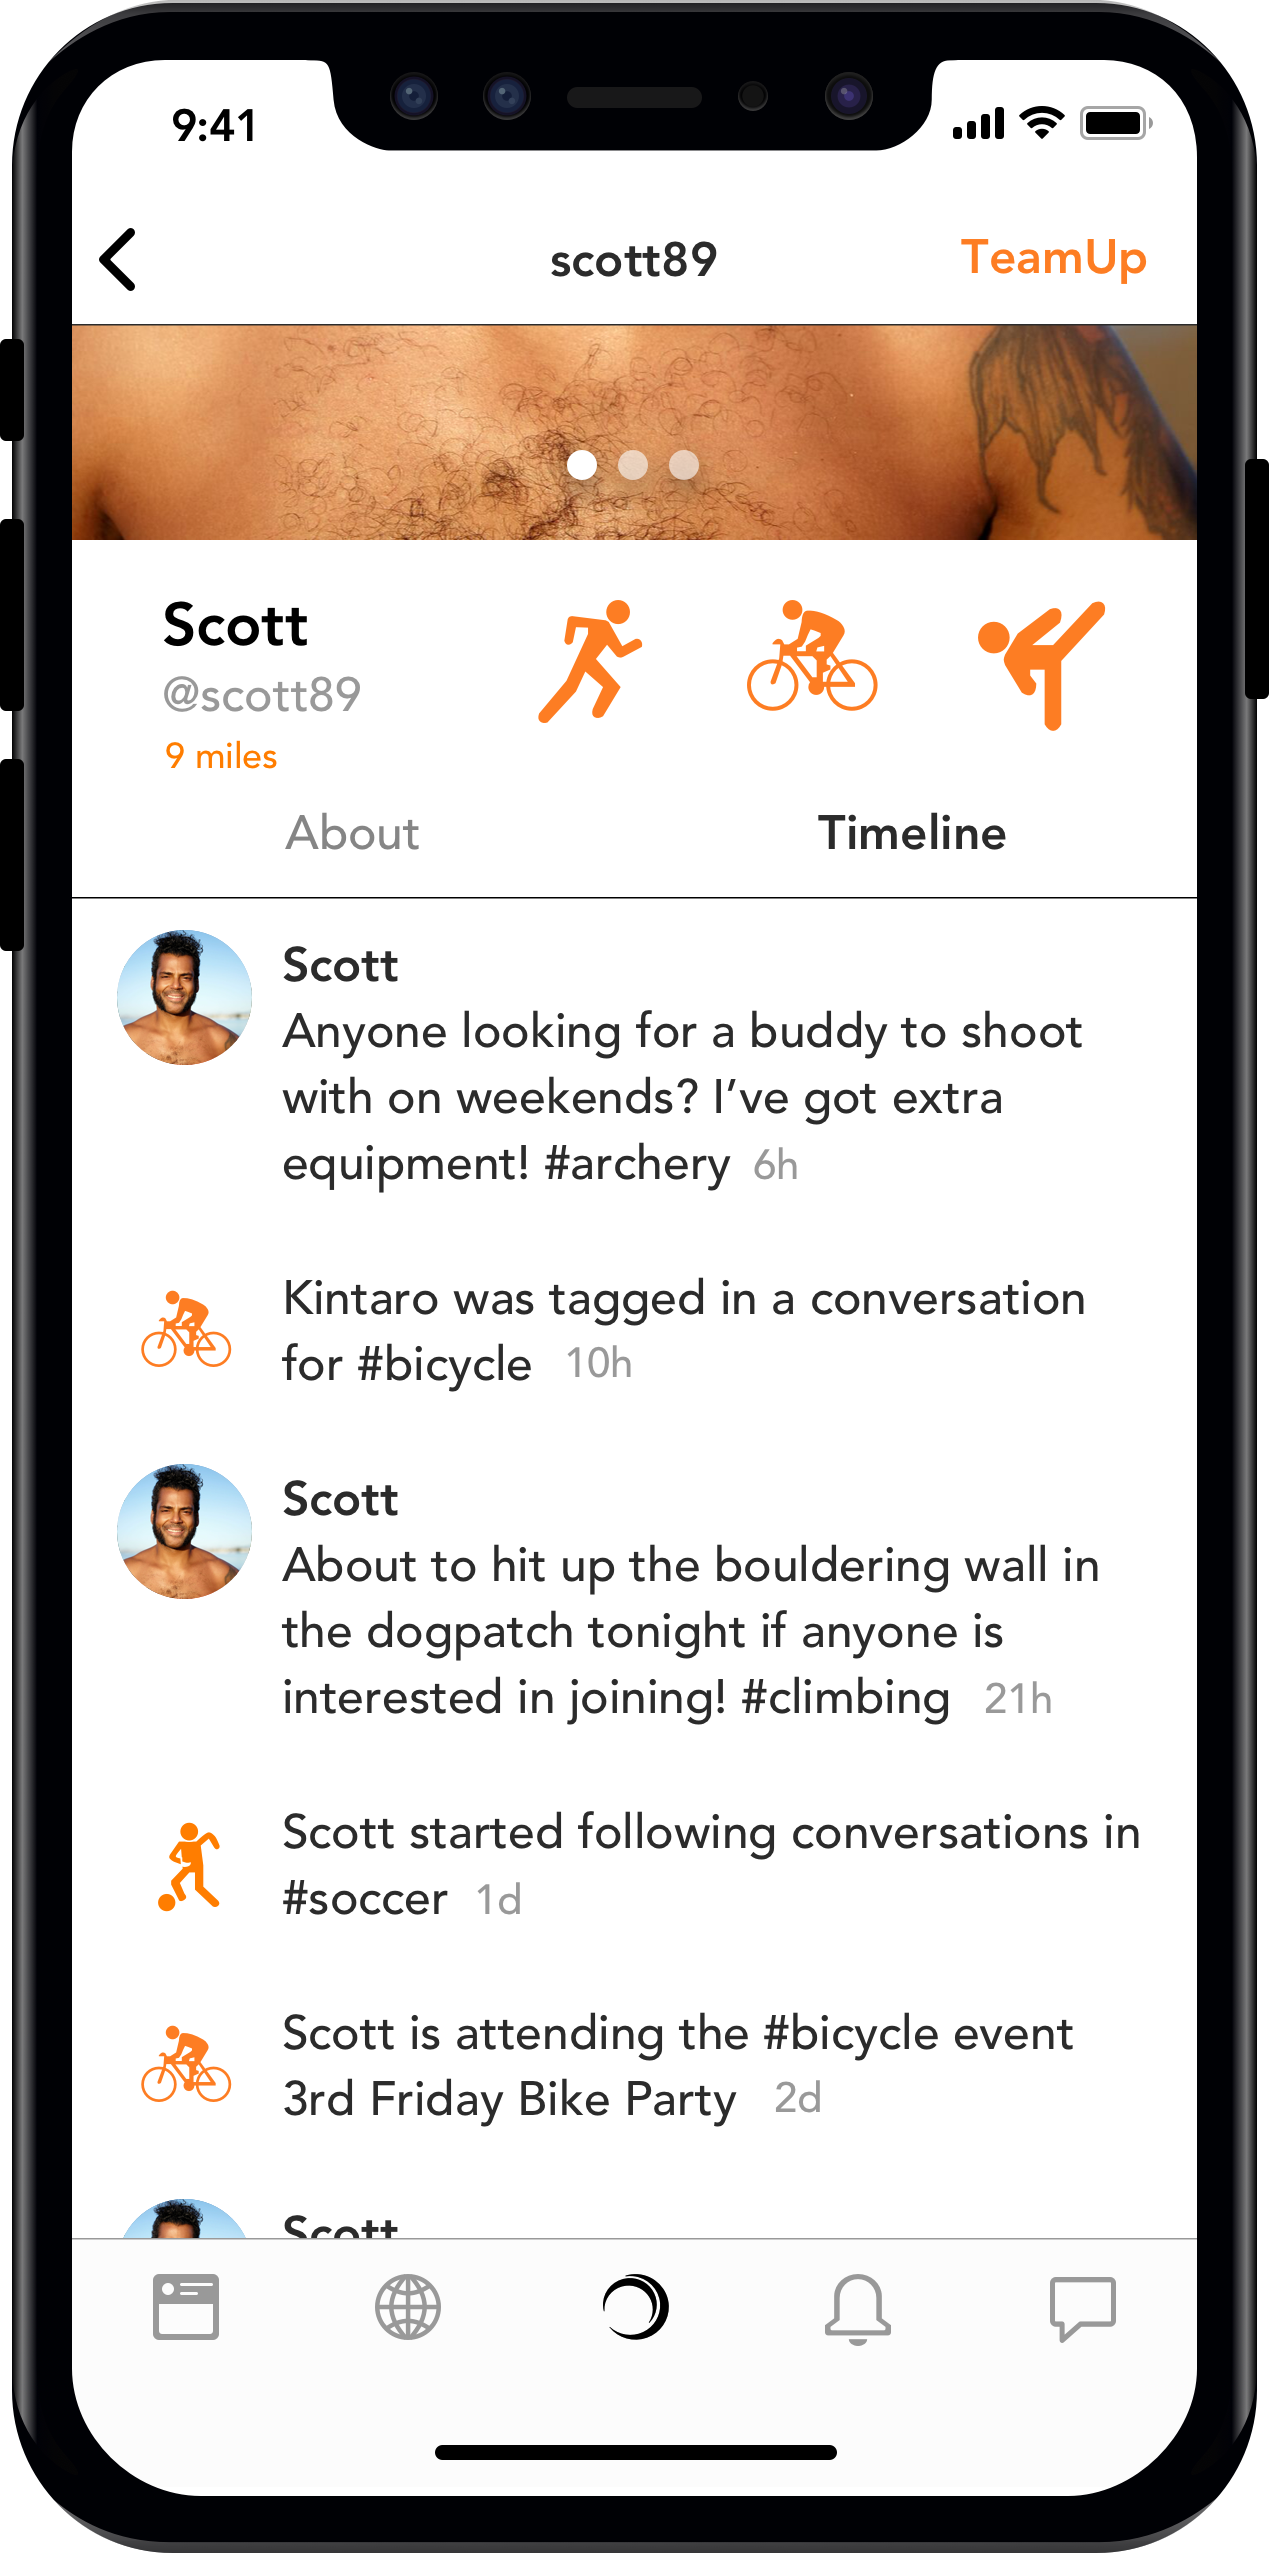 9:41
scott89
TeamUp
Scott
@scott89
9 miles
About
Timeline
Scott
Anyone looking for a buddy to shoot
with on weekends? I’ve got extra
equipment! #archery 6h
Kintaro was tagged in a conversation
for #bicycle 10h
Scott
About to hit up the bouldering wall in
the dogpatch tonight if anyone is
interested in joining! #climbing 21h
Scott started following conversations in
#soccer 1d
Scott is attending the #bicycle event
3rd Friday Bike Party 2d
Scott